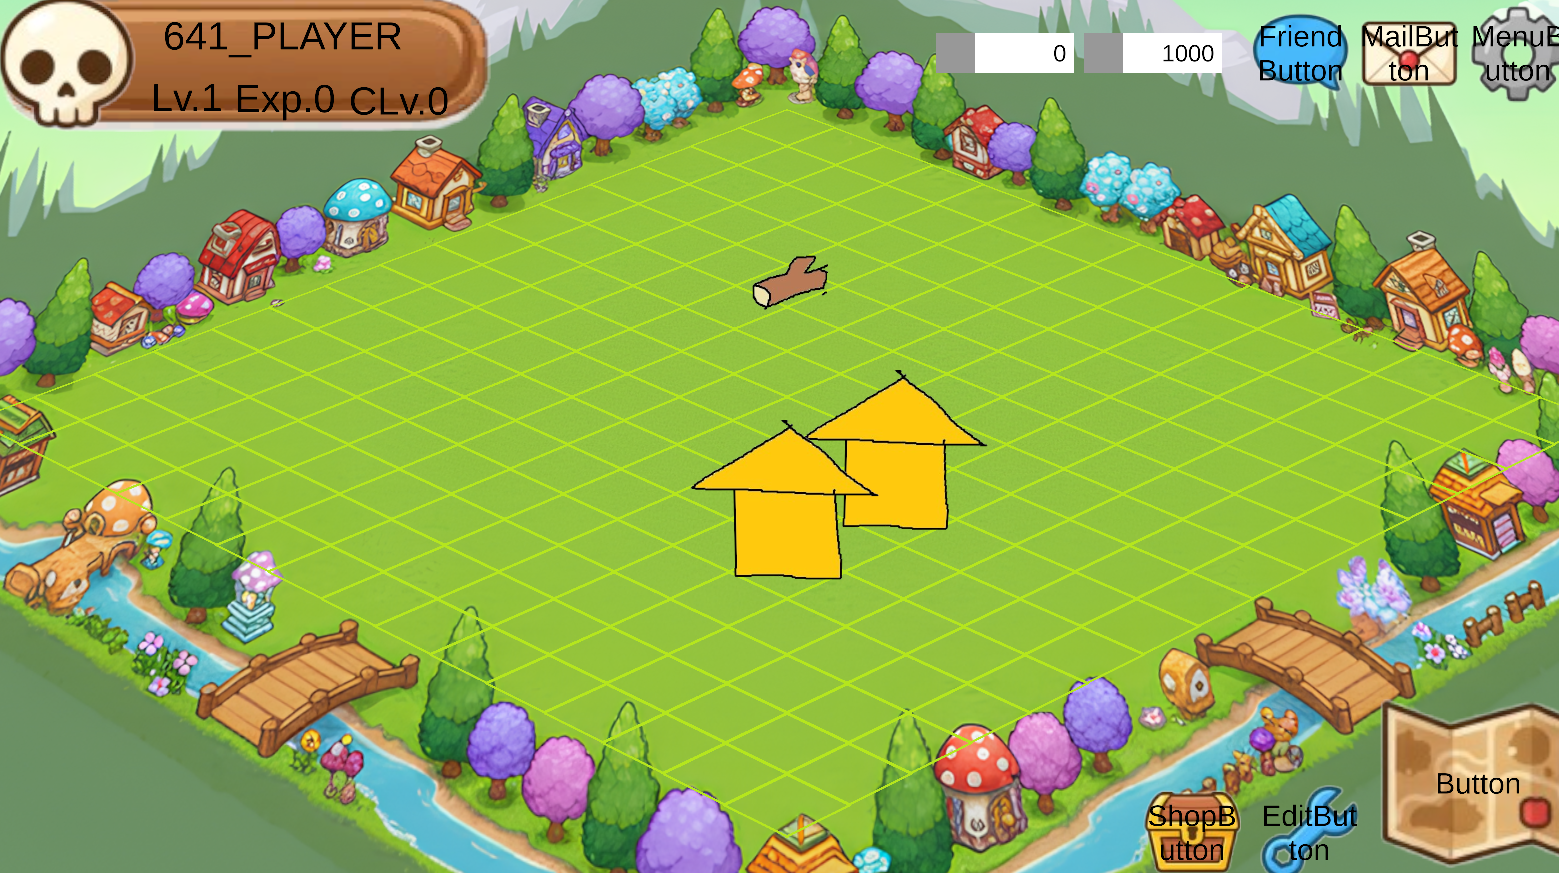 641_PLAYER
Lv.1 Exp.0 CLv.0
0
1000
Friend
Button
MailBut
ton
MenuB
utton
Button
ShopB
utton
EditBut
ton